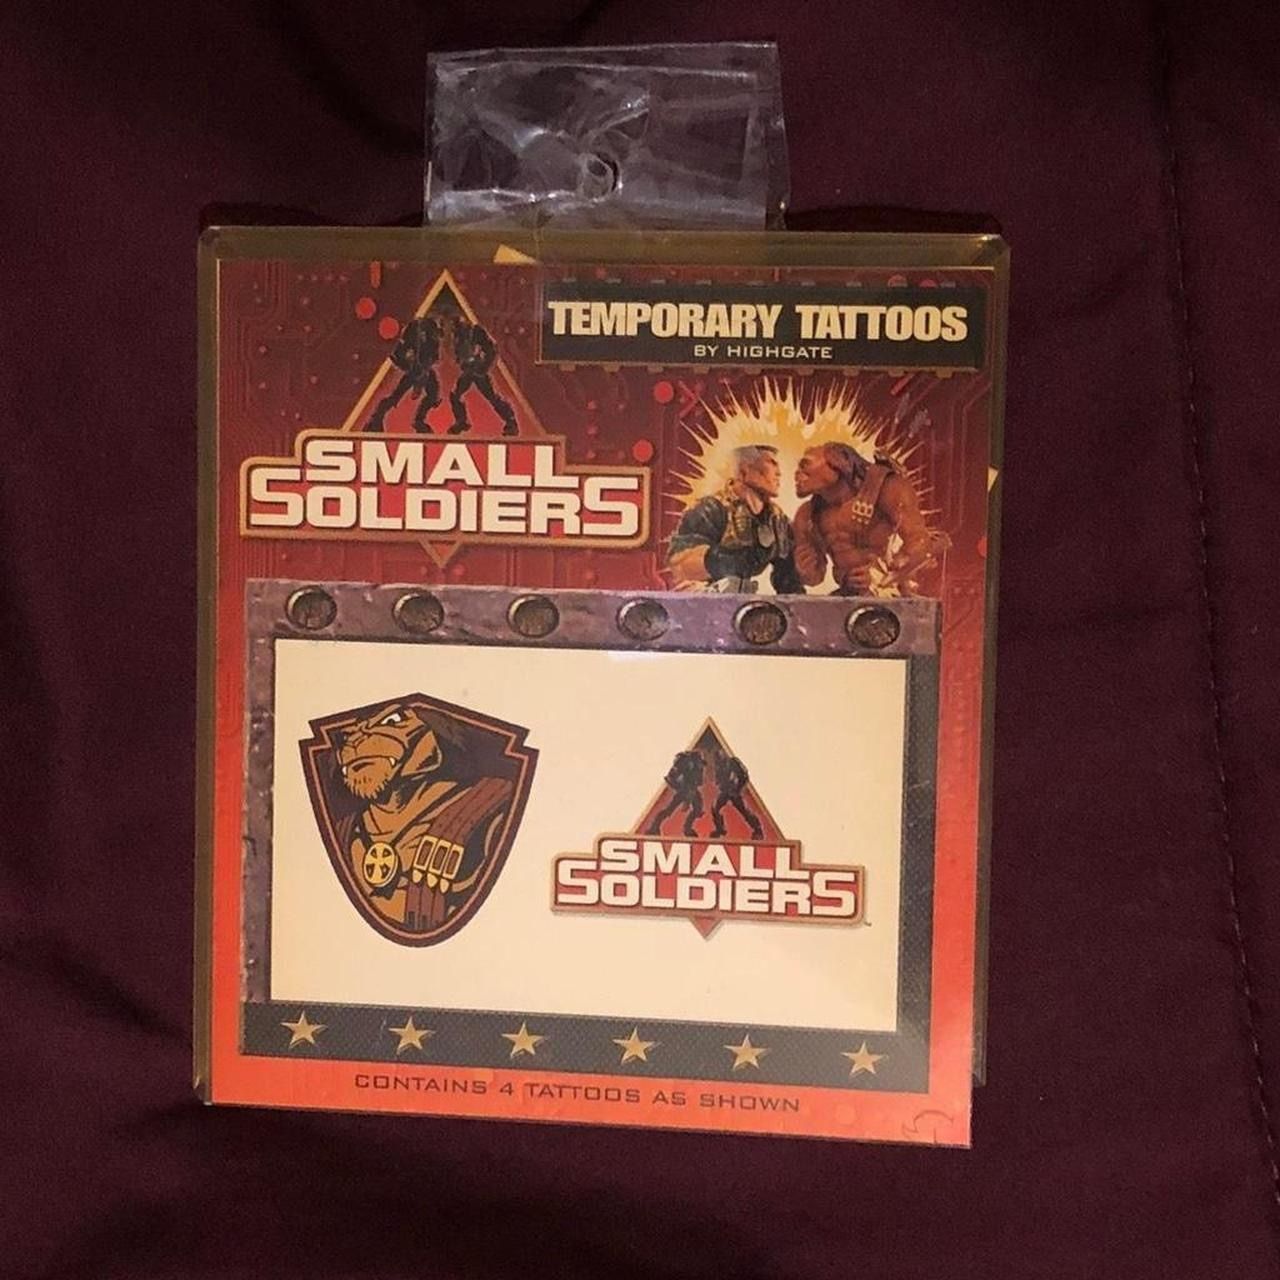 TEMPORARY TATTOOS
BY HIGHGATE
SMALL
SOLDIERS
SMALL
SOLDIERS
CONTAINS 4 TATTOOS AS SHOWN